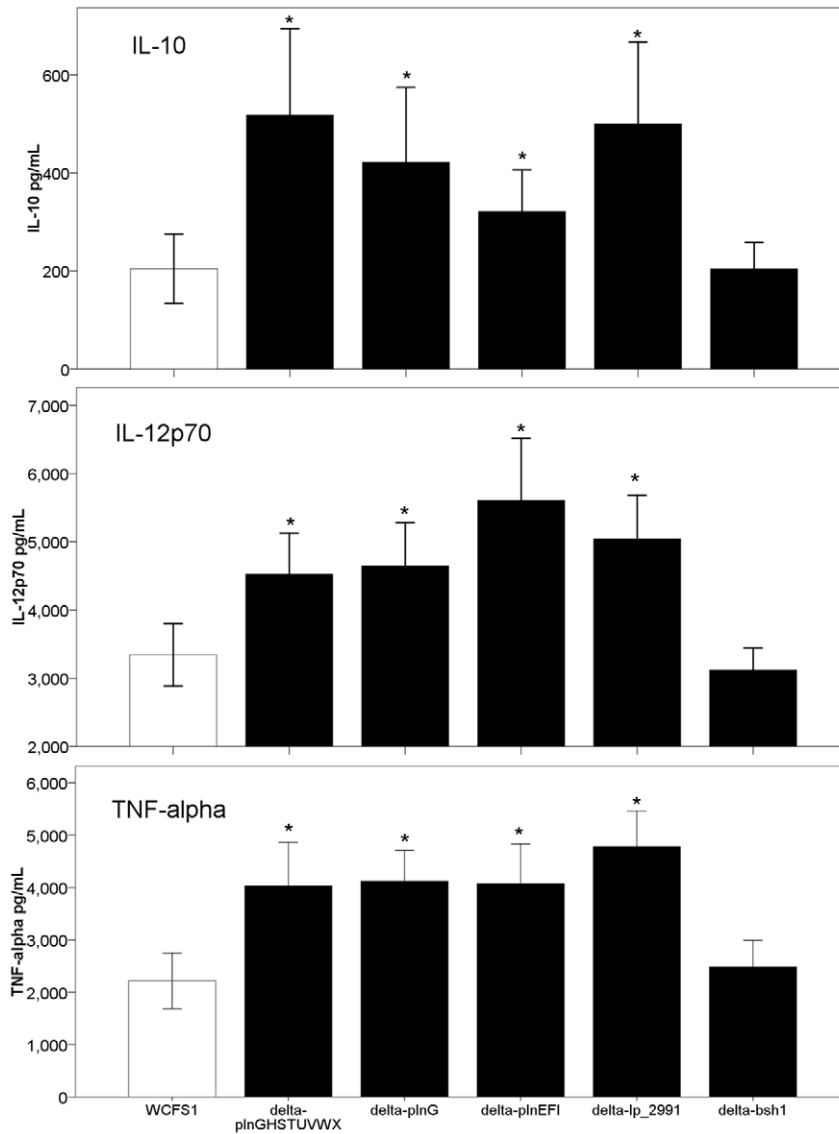 IL-10
IL-10 pg/mL
600
400
200
0
*
*
*
*
IL-12p70
IL-12p70 pg/mL
7,000
6,000
5,000
4,000
3,000
2,000
*
*
*
*
TNF-alpha
TNF-alpha pg/mL
6,000
5,000
4,000
3,000
2,000
1,000
0
*
*
*
*
WCFS1
delta-
plnGHSTUVWX
delta-plnG
delta-plnEFI
delta-lp_2991
delta-bsh1